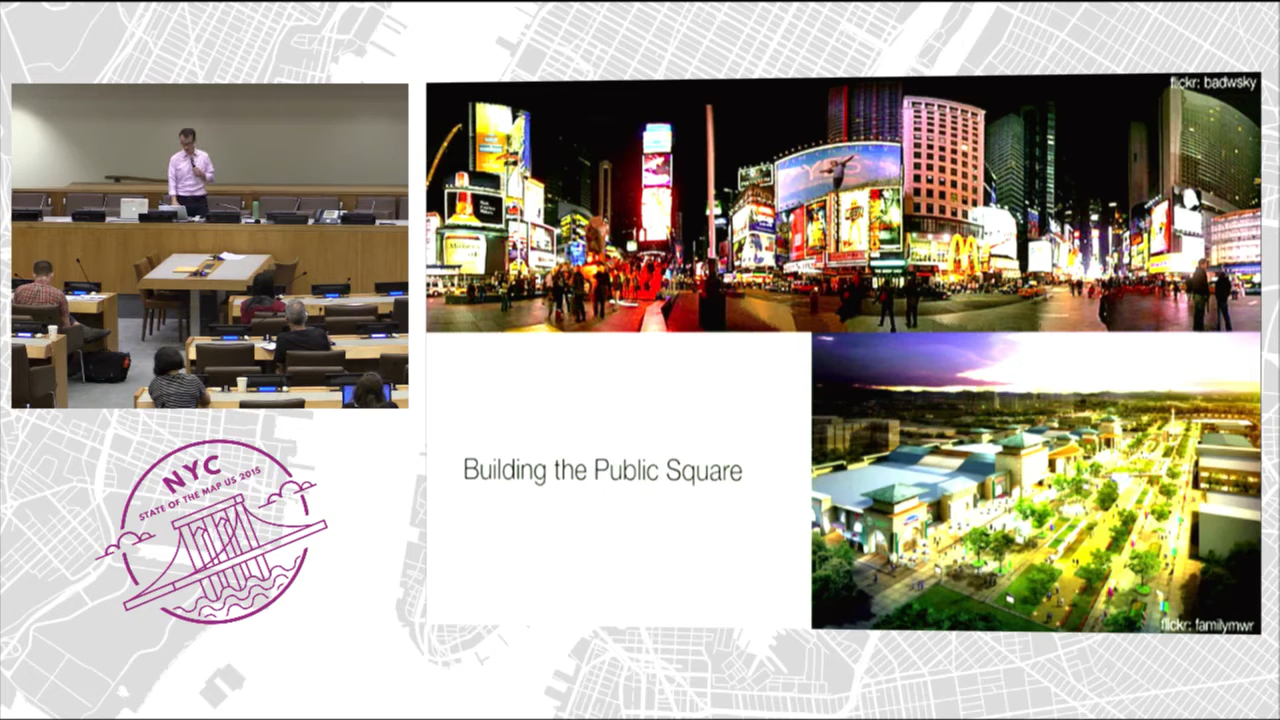 flickr: badwsky
Building the Public Square
flickr: familymwr
NYC
STATE OF THE MAP US 2015